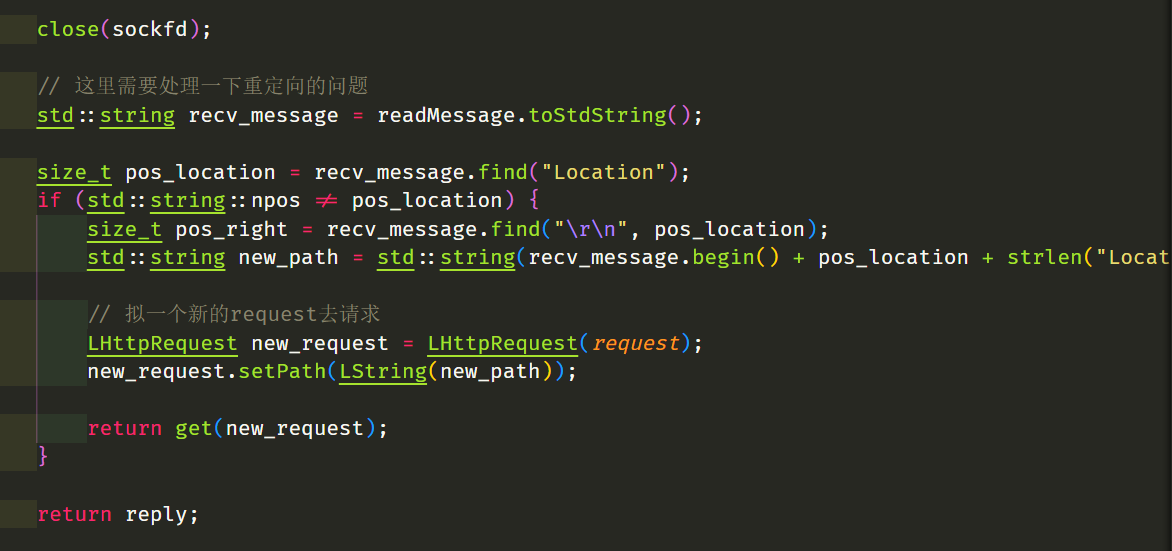 close(sockfd);
// 这里需要处理一下重定向的问题
std::string recv_message = readMessage.toStdString();
size_t pos_location = recv_message.find("Location");
if (std::string::npos != pos_location) {
size_t pos_right = recv_message.find("\r\n", pos_location);
std::string new_path = std::string(recv_message.begin() + pos_location + strlen("Locat
// 拟一个新的request去请求
LHttpRequest new_request = LHttpRequest(request);
new_request.setPath(LString(new_path));
return get(new_request);
}
return reply;